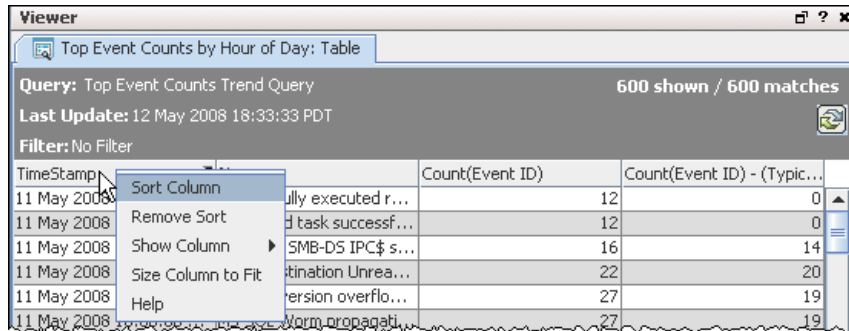 Viewer
Top Event Counts by Hour of Day: Table
Query: Top Event Counts Trend Query 600 shown / 600 matches
Last Update: 12 May 2008 18:33:33 PDT
Filter: No Filter
TimeStamp Count(Event ID) Count(Event ID) - (Typic...
Sort Column
Remove Sort
Show Column
Size Column to Fit
Help
11 May 2008 ully executed r... 12 0
11 May 2008 d task successf... 12 0
11 May 2008 SMB-DS IPC$ s... 16 14
11 May 2008 stination Unrea... 22 20
11 May 2008 version overflo... 27 19
11 May 2008 Worm propagati... 27 19